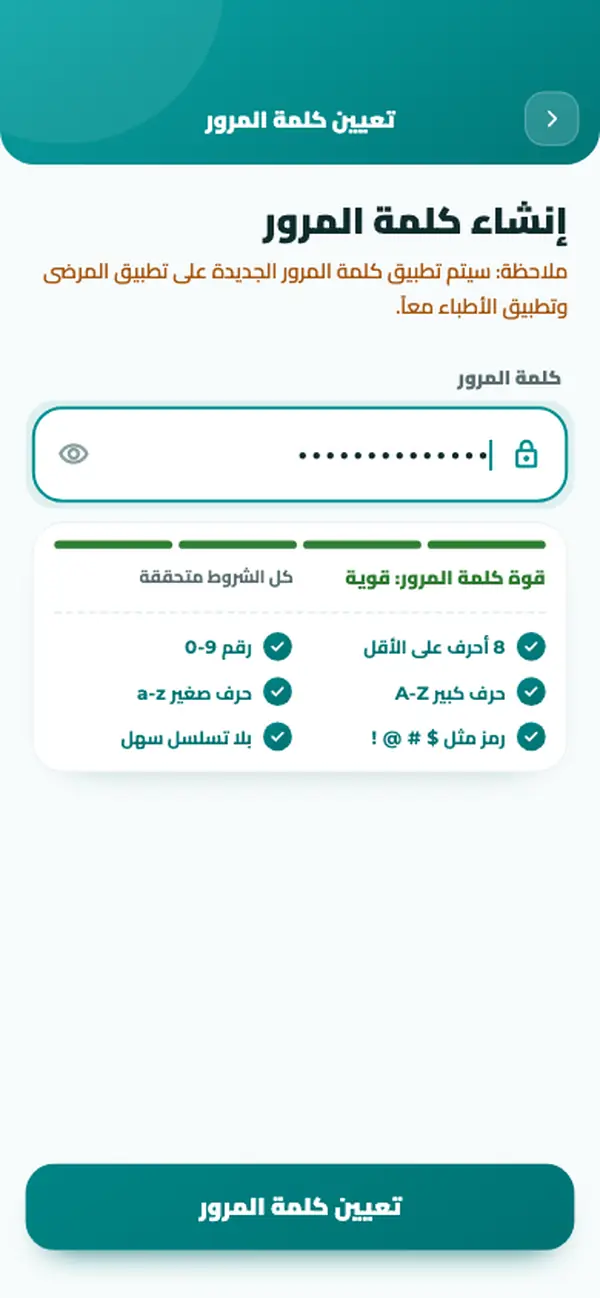 تعيين كلمة المرور
إنشاء كلمة المرور
ملاحظة: سيتم تطبيق كلمة المرور الجديدة على تطبيق المرضى
وتطبيق الأطباء معاً.
كلمة المرور
قوة كلمة المرور: قوية
كل الشروط متحققة
8 أحرف على الأقل
رقم 9-0
حرف كبير A-Z
حرف صغير a-z
رمز مثل $ # @ !
بلا تسلسل سهل
تعيين كلمة المرور